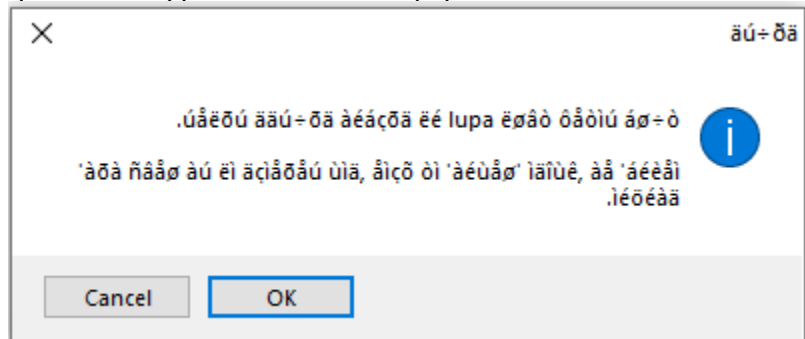 äú÷ðä
.úåëðú ääú÷ðä àéáçðä ëé lupa ëøâò ôåòìú áø÷ò
'àðà ñâåø àú ëì äçìåðåú ùìä, åìçõ òì 'àéùåø' ìäîùê, àå 'áéèåì
.ìéöéàä
Cancel OK